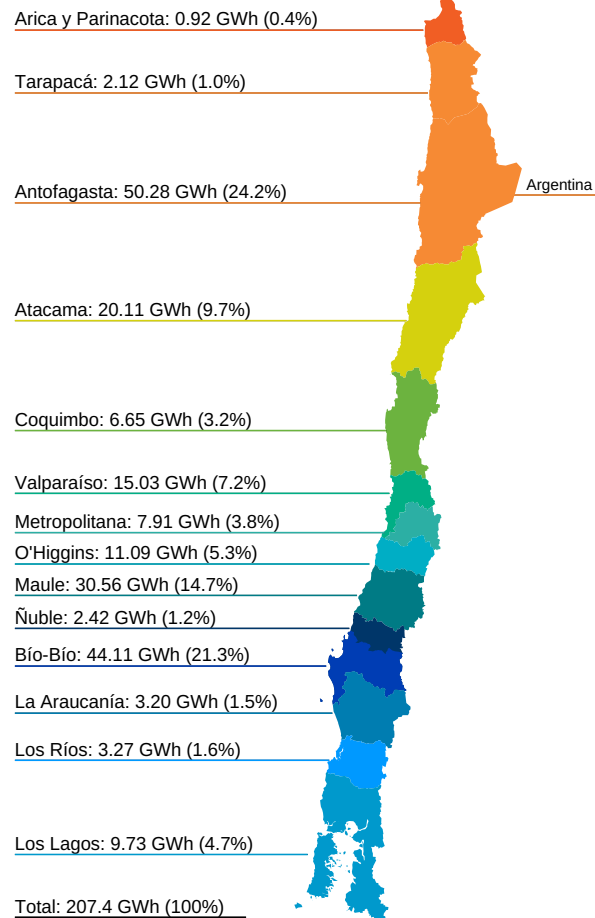 Arica y Parinacota: 0.92 GWh (0.4%)
Tarapacá: 2.12 GWh (1.0%)
Argentina
Antofagasta: 50.28 GWh (24.2%)
Atacama: 20.11 GWh (9.7%)
Coquimbo: 6.65 GWh (3.2%)
Valparaíso: 15.03 GWh (7.2%)
Metropolitana: 7.91 GWh (3.8%)
O'Higgins: 11.09 GWh (5.3%)
Maule: 30.56 GWh (14.7%)
Ñuble: 2.42 GWh (1.2%)
Bío-Bío: 44.11 GWh (21.3%)
La Araucanía: 3.20 GWh (1.5%)
Los Ríos: 3.27 GWh (1.6%)
Los Lagos: 9.73 GWh (4.7%)
Total: 207.4 GWh (100%)